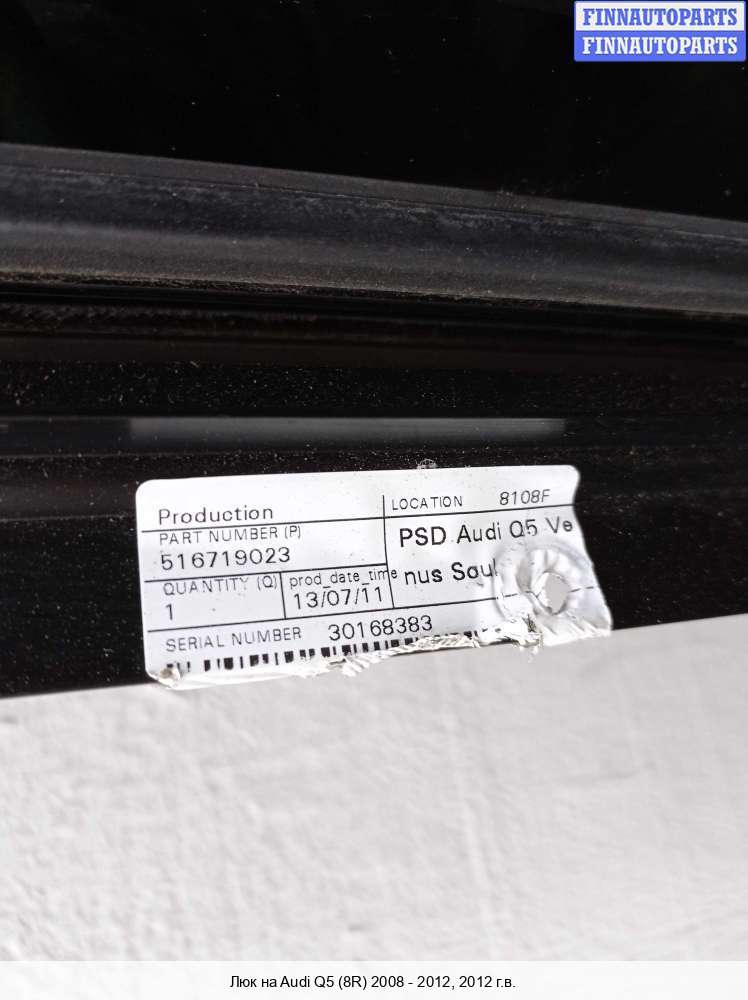 FINNAUTOPARTS
FINNAUTOPARTS
Production
LOCATION 8108F
PART NUMBER (P)
516719023
PSD Audi Q5 Ve
nus Soul
QUANTITY (Q)
1
prod_date_time
13/07/11
SERIAL NUMBER 30168383
Люк на Audi Q5 (8R) 2008 - 2012, 2012 г.в.